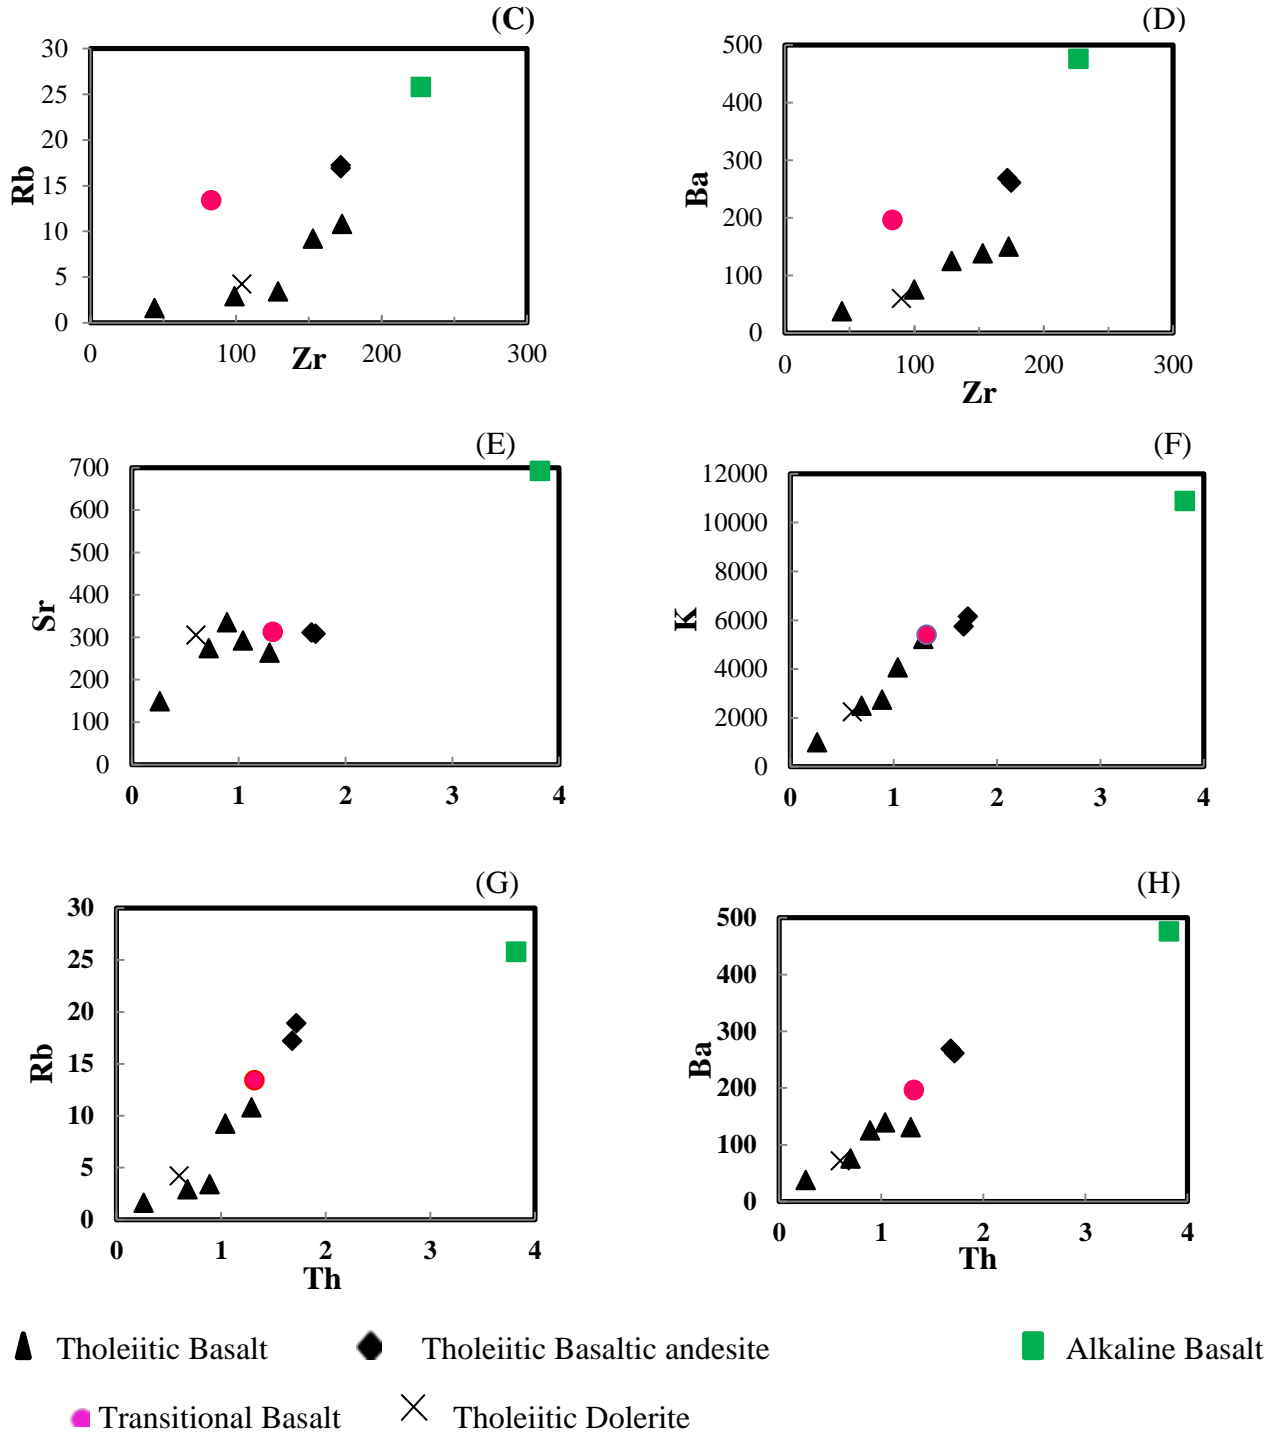 (C)
30
25
20
15
10
5
0
Rb
0 100 200 300
Zr
(D)
500
400
300
200
100
0
Ba
0 100 200 300
Zr
(E)
700
600
500
400
300
200
100
0
Sr
0 1 2 3 4
(F)
12000
10000
8000
6000
4000
2000
0
K
0 1 2 3 4
(G)
30
25
20
15
10
5
0
Rb
0 1 2 3 4
Th
(H)
500
400
300
200
100
0
Ba
0 1 2 3 4
Th
Tholeiitic Basalt Tholeiitic Basaltic andesite Alkaline Basalt
Transitional Basalt Tholeiitic Dolerite